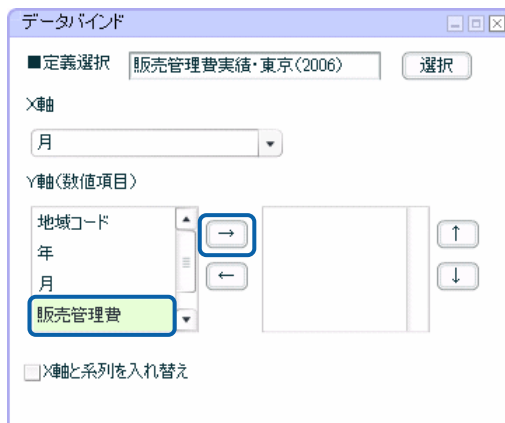 データバインド
■定義選択 販売管理費実績・東京(2006) 選択
X軸
月
Y軸(数値項目)
地域コード
年
月
販売管理費
→
←
↑
↓
X軸と系列を入れ替え